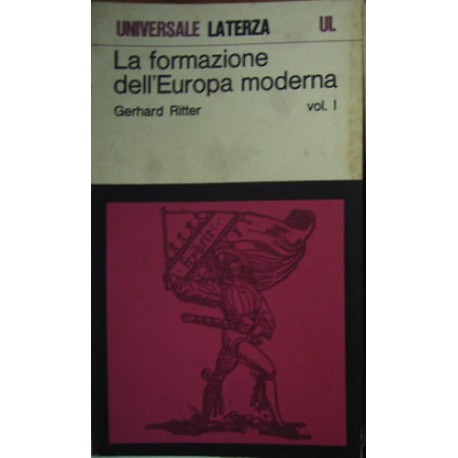 UNIVERSALE LATERZA UL
La formazione
dell'Europa moderna
Gerhard Ritter vol. I